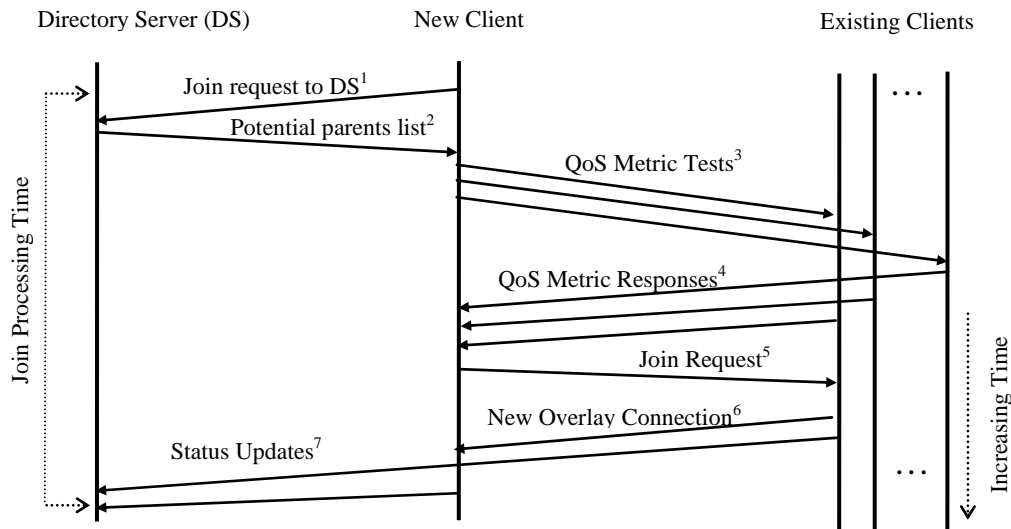 Directory Server (DS)
New Client
Existing Clients
Join request to DS¹
. . .
Potential parents list²
QoS Metric Tests³
QoS Metric Responses⁴
Join Request⁵
New Overlay Connection⁶
Status Updates⁷
. . .
Join Processing Time
Increasing Time